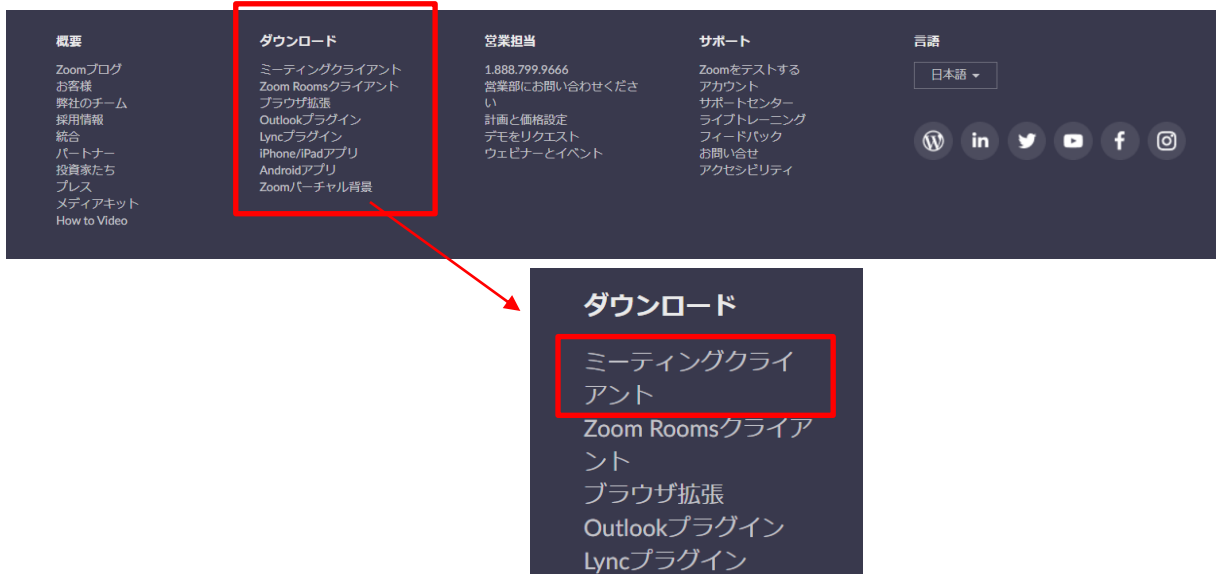 概要
Zoomブログ
お客様
弊社のチーム
採用情報
統合
パートナー
投資家たち
プレス
メディアキット
How to Video
ダウンロード
ミーティングクライアント
Zoom Roomsクライアント
ブラウザ拡張
Outlookプラグイン
Lyncプラグイン
iPhone/iPadアプリ
Androidアプリ
Zoomバーチャル背景
営業担当
1.888.799.9666
営業部にお問い合わせくださ
い
計画と価格設定
デモをリクエスト
ウェビナーとイベント
サポート
Zoomをテストする
アカウント
サポートセンター
ライブトレーニング
フィードバック
お問い合せ
アクセシビリティ
言語
日本語
in
f
ダウンロード
ミーティングクライ
アント
Zoom Roomsクライア
ント
ブラウザ拡張
Outlookプラグイン
Lyncプラグイン